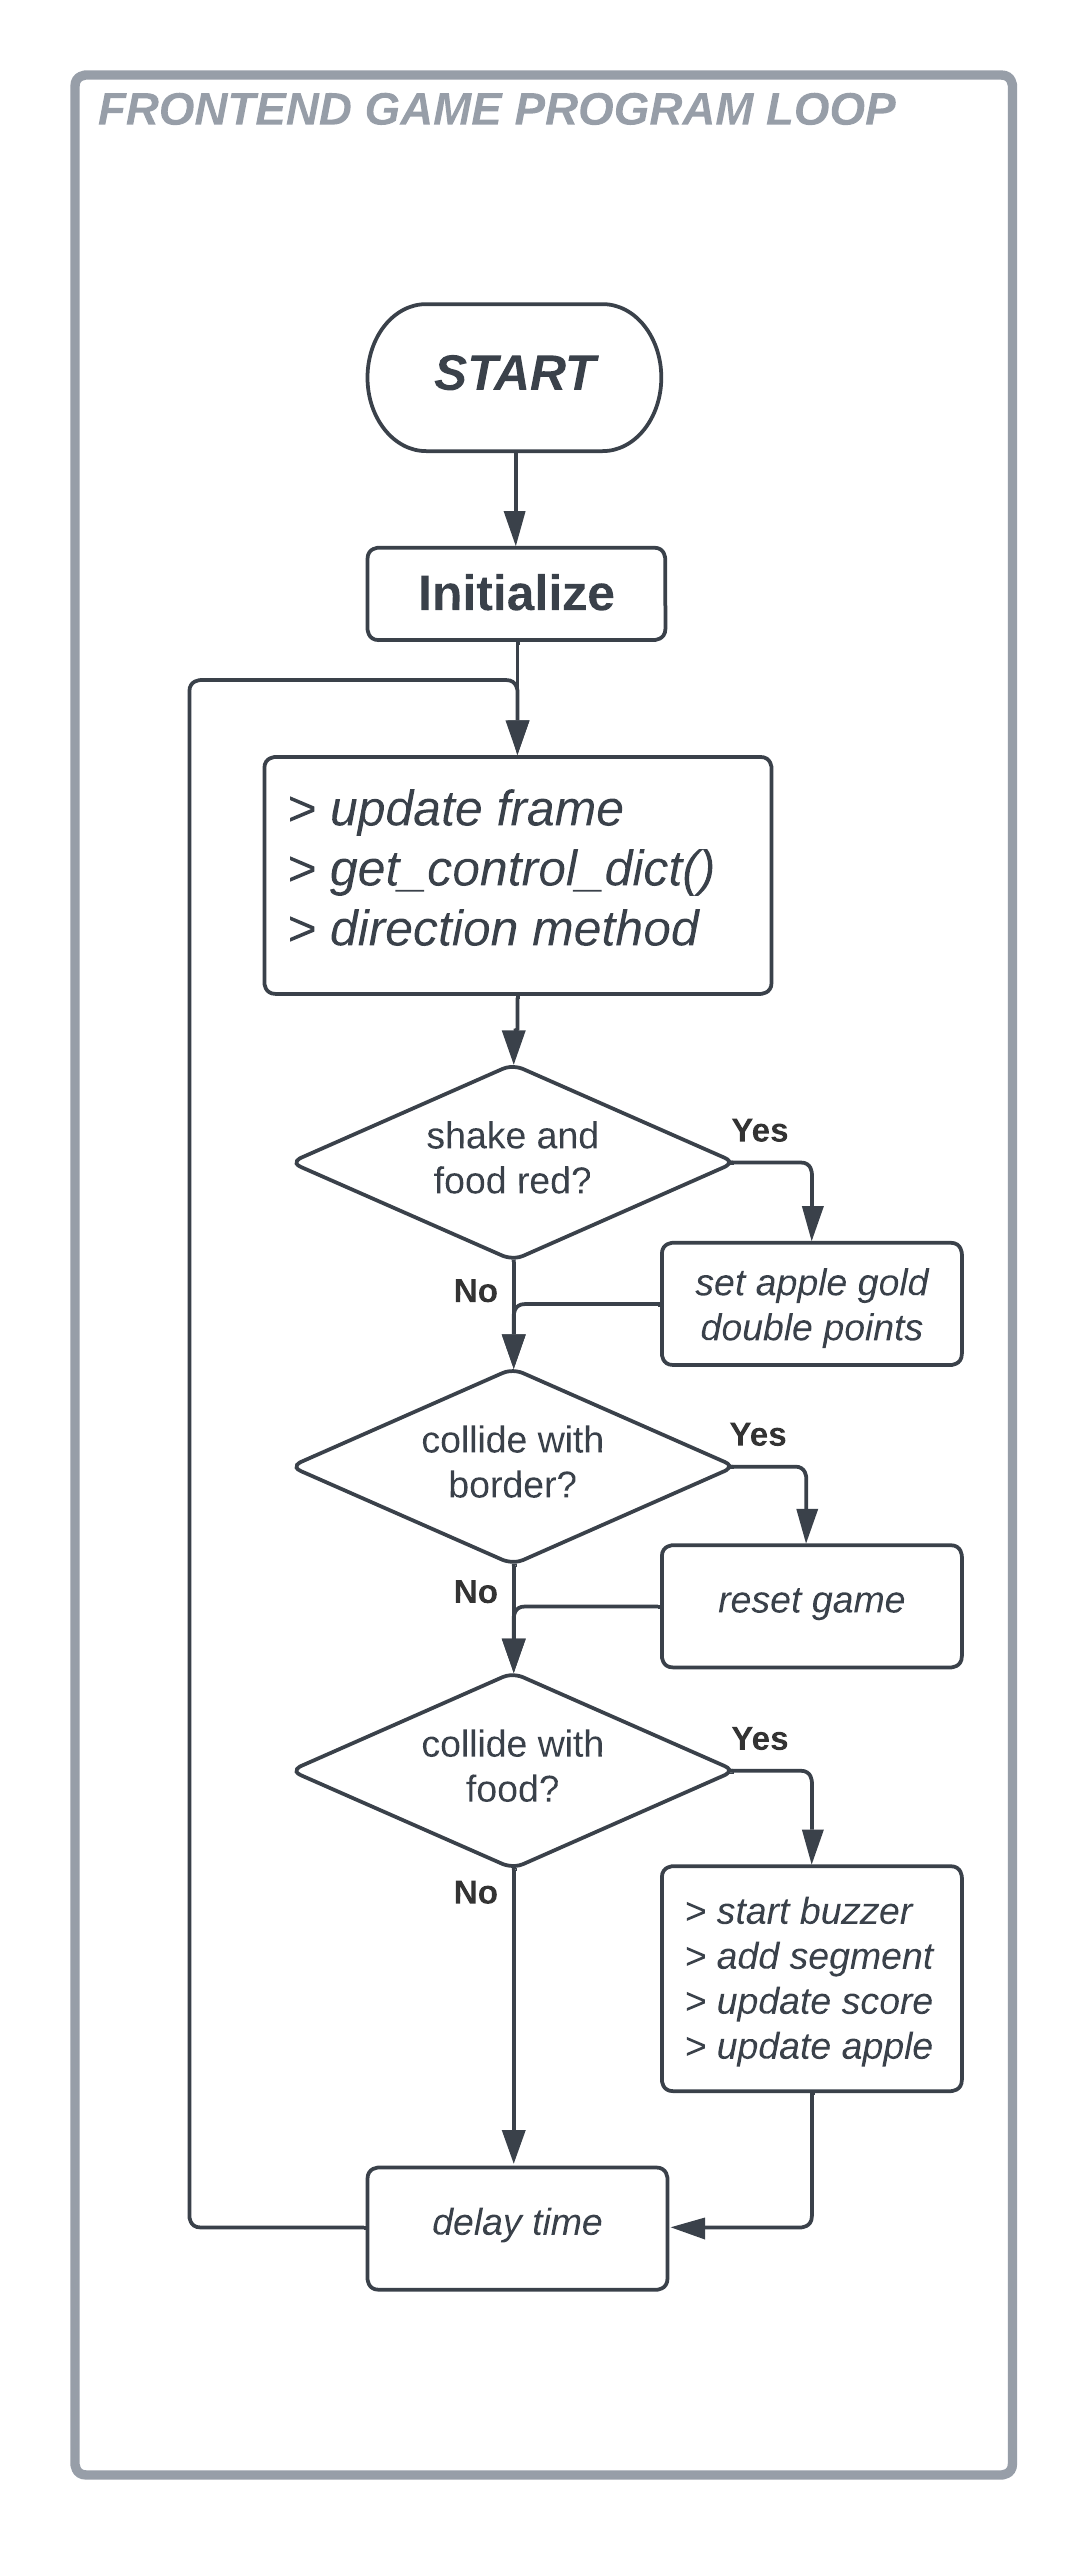 FRONTEND GAME PROGRAM LOOP
START
Initialize
> update frame
> get_control_dict()
> direction method
shake and
food red?
Yes
set apple gold
double points
No
collide with
border?
Yes
reset game
No
collide with
food?
Yes
> start buzzer
> add segment
> update score
> update apple
No
delay time